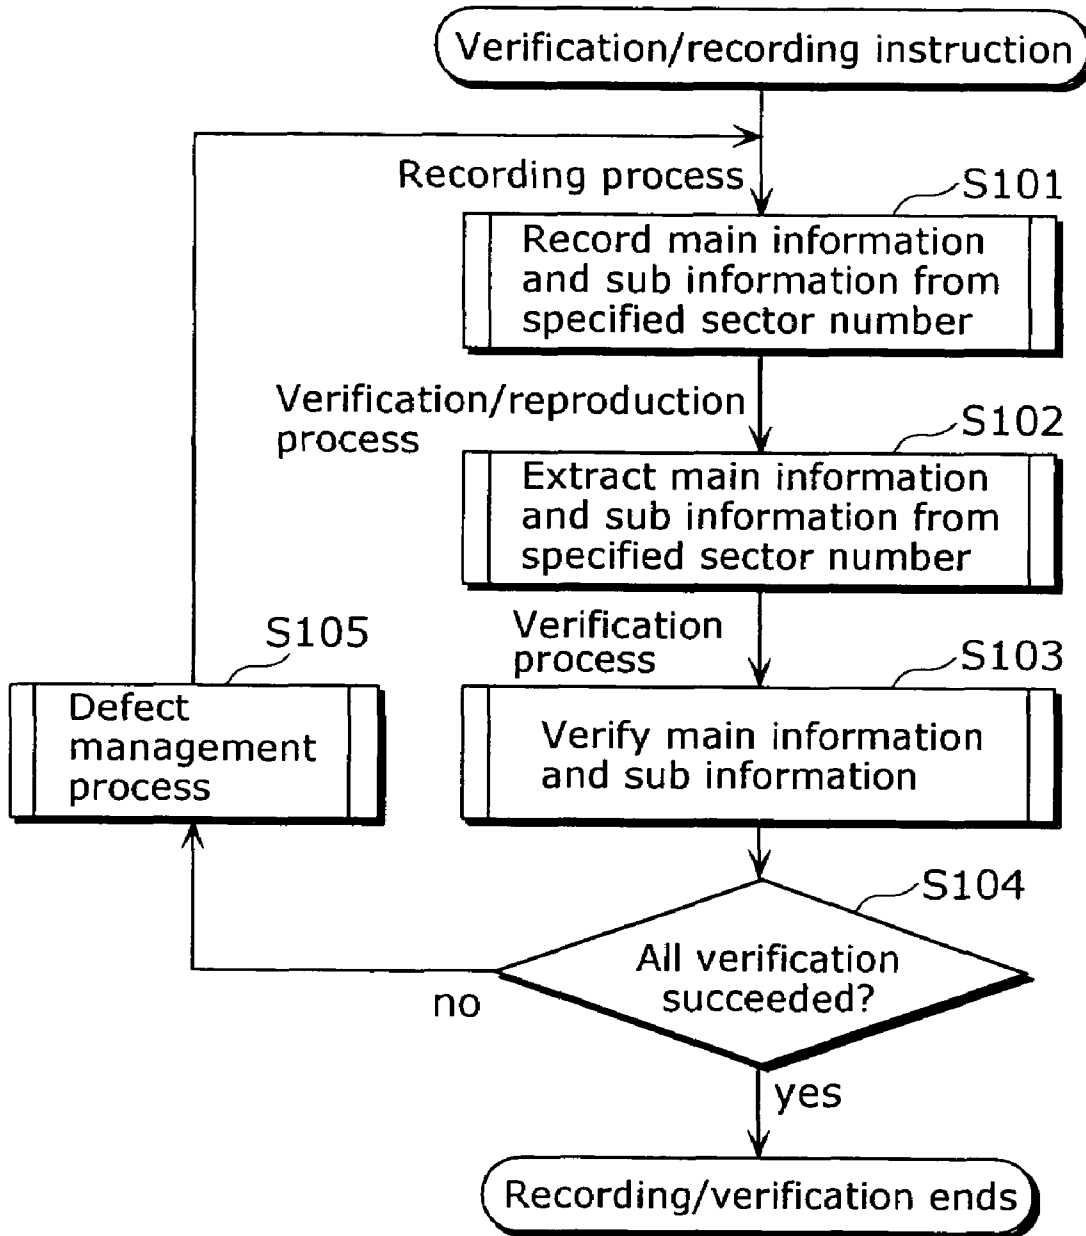 Verification/recording instruction
Recording process
S101
Record main information
and sub information from
specified sector number
Verification/reproduction
process
S102
Extract main information
and sub information from
specified sector number
Verification
process
S103
Verify main information
and sub information
S105
Defect
management
process
S104
All verification
succeeded?
no
yes
Recording/verification ends